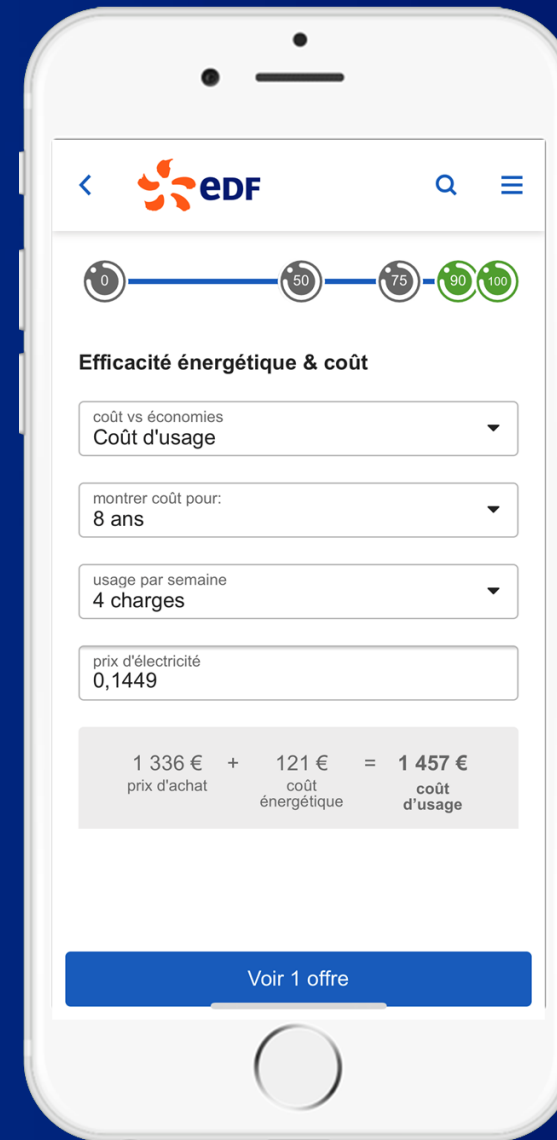 eDF
0 50 75 90 100
Efficacité énergétique & coût
coût vs économies
Coût d'usage
montrer coût pour:
8 ans
usage par semaine
4 charges
prix d'électricité
0,1449
1 336 € + 121 € = 1 457 €
prix d'achat coût coût
énergétique d'usage
Voir 1 offre